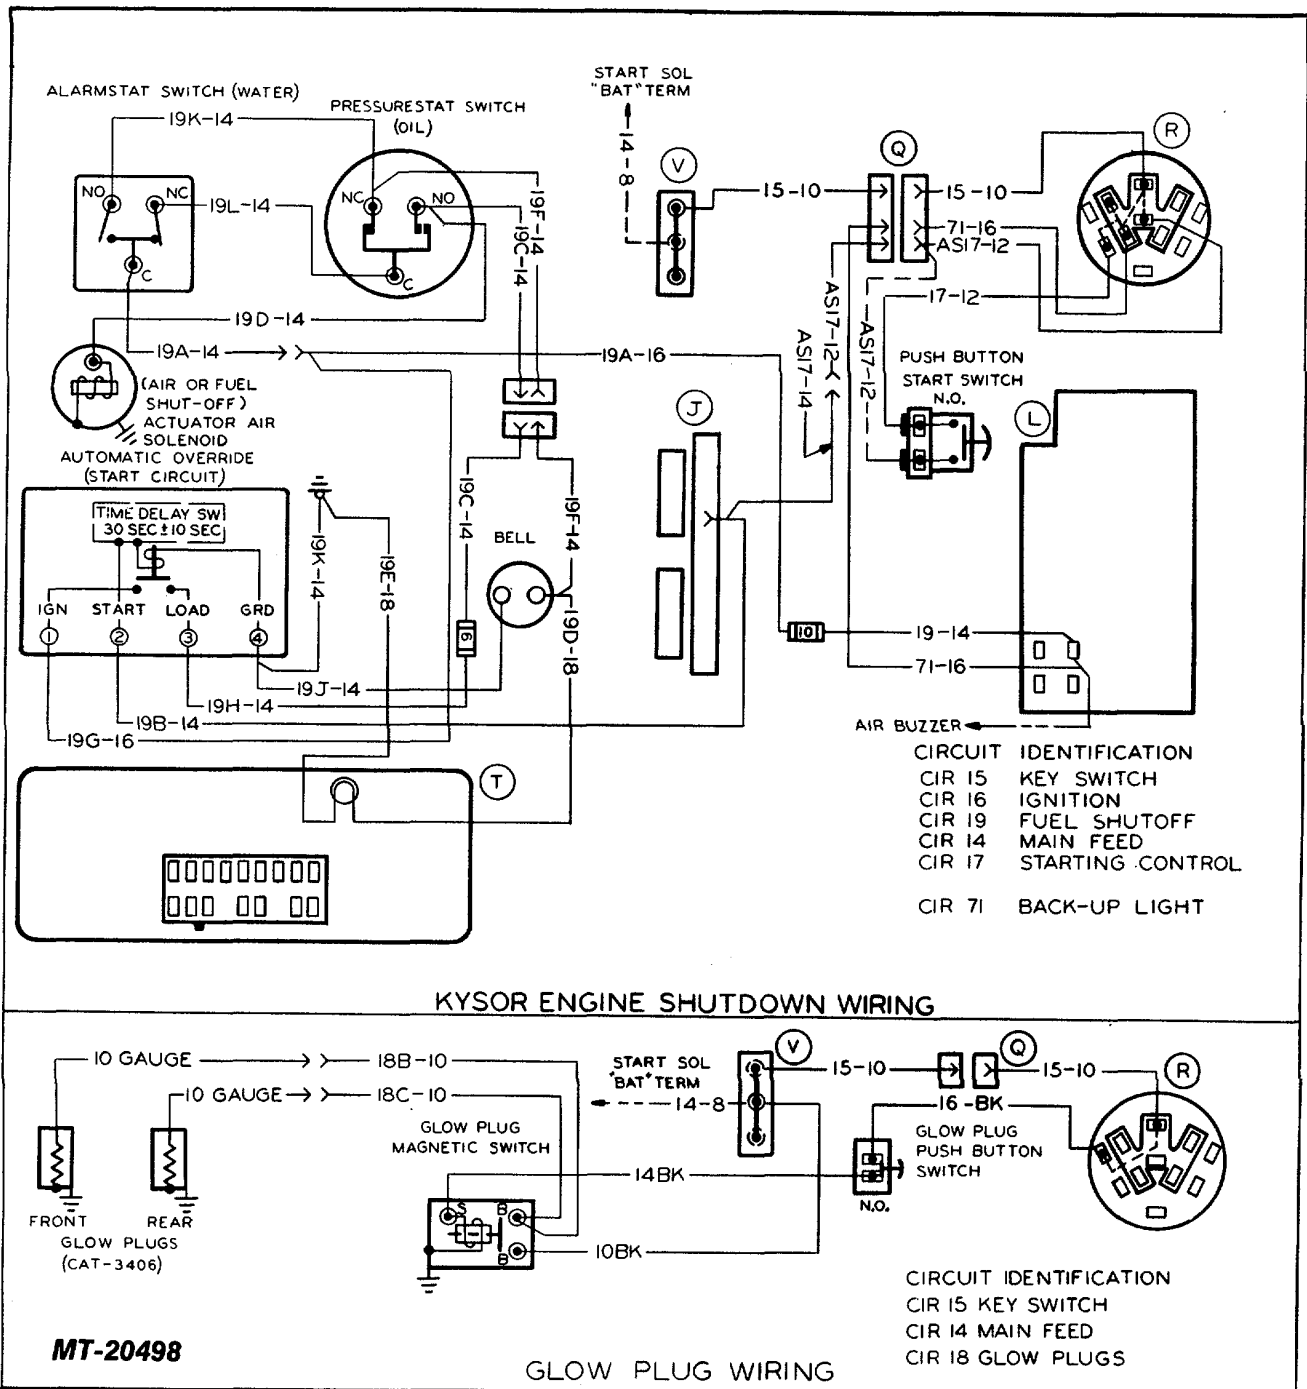 ALARMSTAT SWITCH (WATER)
19K-14
PRESSURESTAT SWITCH
(OIL)
START SOL
"BAT" TERM
14-8
V
Q
R
NO
NC
C
19L-14
NC
NO
C
19F-14
19C-14
15-10
15-10
71-16
AS17-12
17-12
19D-14
19A-14
19A-16
AS17-12
AS17-12
AS17-14
(AIR OR FUEL
SHUT-OFF)
ACTUATOR AIR
SOLENOID
AUTOMATIC OVERRIDE
(START CIRCUIT)
PUSH BUTTON
START SWITCH
N.O.
J
L
TIME DELAY SW
30 SEC ± 10 SEC
IGN
START
LOAD
GRD
1
2
3
4
19K-14
19E-18
19C-14
19F-14
BELL
19D-18
6
10
19-14
71-16
19J-14
19H-14
19B-14
19G-16
AIR BUZZER
T
CIRCUIT IDENTIFICATION
CIR 15 KEY SWITCH
CIR 16 IGNITION
CIR 19 FUEL SHUTOFF
CIR 14 MAIN FEED
CIR 17 STARTING CONTROL
CIR 71 BACK-UP LIGHT
KYSOR ENGINE SHUTDOWN WIRING
10 GAUGE
18B-10
10 GAUGE
18C-10
START SOL
"BAT" TERM
14-8
V
15-10
Q
15-10
R
16-BK
GLOW PLUG
MAGNETIC SWITCH
GLOW PLUG
PUSH BUTTON
SWITCH
14BK
N.O.
S
B
B
10BK
FRONT
REAR
GLOW PLUGS
(CAT-3406)
CIRCUIT IDENTIFICATION
CIR 15 KEY SWITCH
CIR 14 MAIN FEED
CIR 18 GLOW PLUGS
MT-20498
GLOW PLUG WIRING